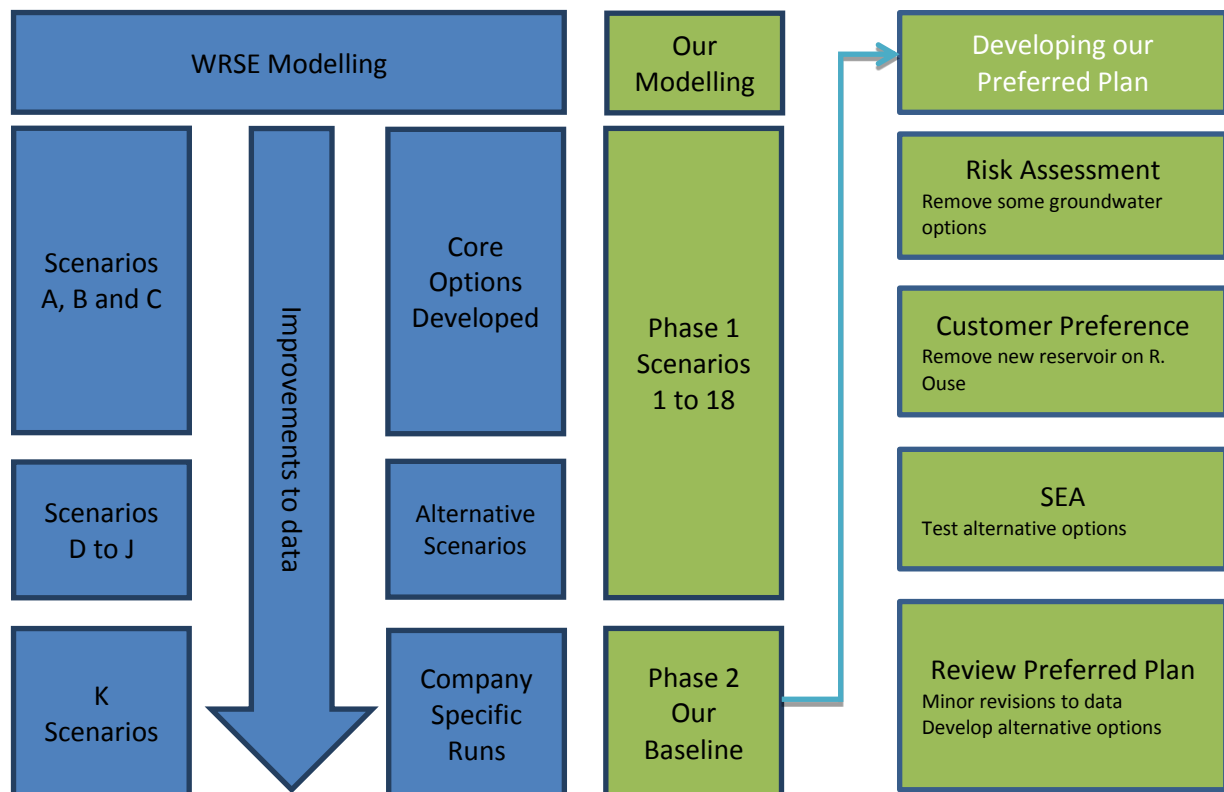 WRSE Modelling
Scenarios
A, B and C
Improvements to data
Core
Options
Developed
Scenarios
D to J
Alternative
Scenarios
K
Scenarios
Company
Specific
Runs
Our
Modelling
Phase 1
Scenarios
1 to 18
Phase 2
Our
Baseline
Developing our
Preferred Plan
Risk Assessment
Remove some groundwater
options
Customer Preference
Remove new reservoir on R.
Ouse
SEA
Test alternative options
Review Preferred Plan
Minor revisions to data
Develop alternative options